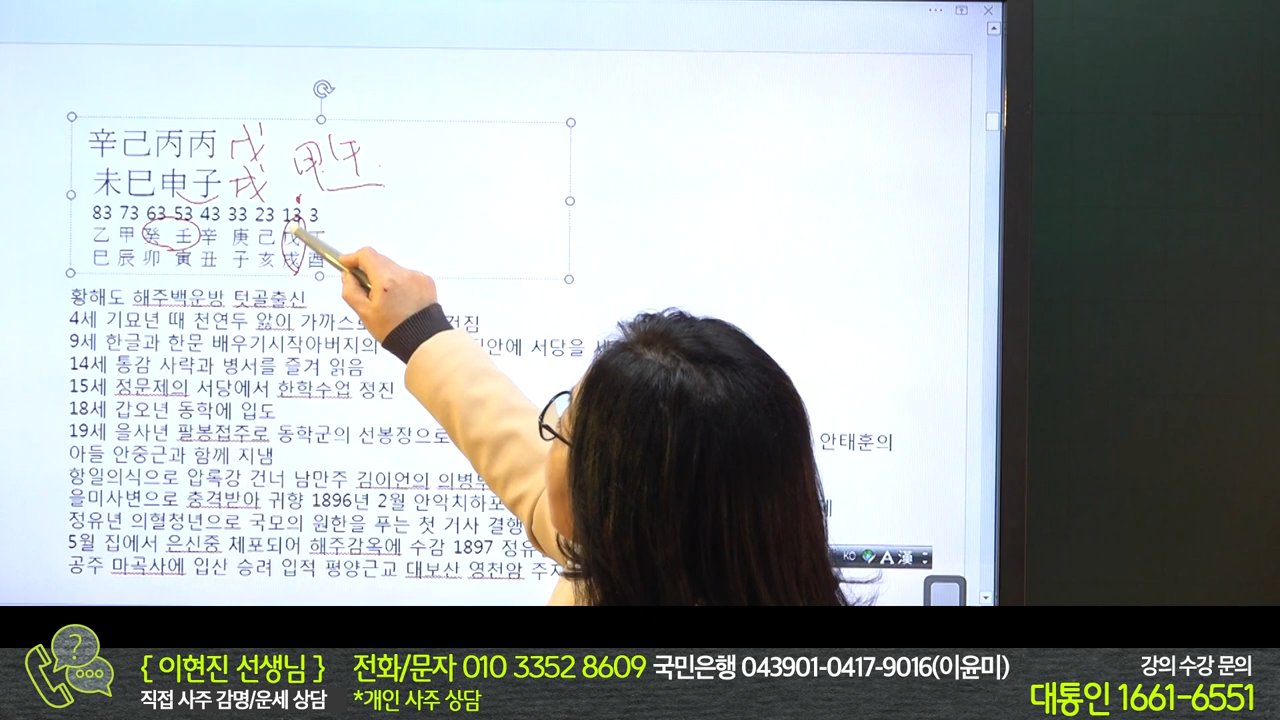 辛己丙丙 戊 甲午
未巳申子 戌
83 73 63 53 43 33 23 13 3
乙 甲 癸 壬 辛 庚 己 戊 丁
巳 辰 卯 寅 丑 子 亥 戌 酉
황해도 해주백운방 텃골출신
4세 기묘년 때 천연두 앓이
9세 한글과 한문 배우기시작아버지의 집안에 서당을
14세 통감 사략과 병서를 즐겨 읽음
15세 정문제의 서당에서 한학수업 정진
18세 갑오년 동학에 입도
19세 을사년 팔봉접주로 동학군의 선봉장으로 안태훈의
아들 안중근과 함께 지냄
항일의식으로 압록강 건너 남만주 김이언의
을미사변으로 충격받아 귀향 1896년 2월 안악치하포
정유년 의혈청년으로 국모의 원한을 푸는 첫 거사 결행
5월 집에서 은신중 체포되어 해주감옥에 수감 1897
공주 마곡사에 입산 승려 입적 평양근교 대보산 영천암
KO A 漢
{ 이현진 선생님 } 전화/문자 010 3352 8609 국민은행 043901-0417-9016(이윤미) 강의 수강 문의
직접 사주 감명/운세 상담 *개인 사주 상담 대통인 1661-6551